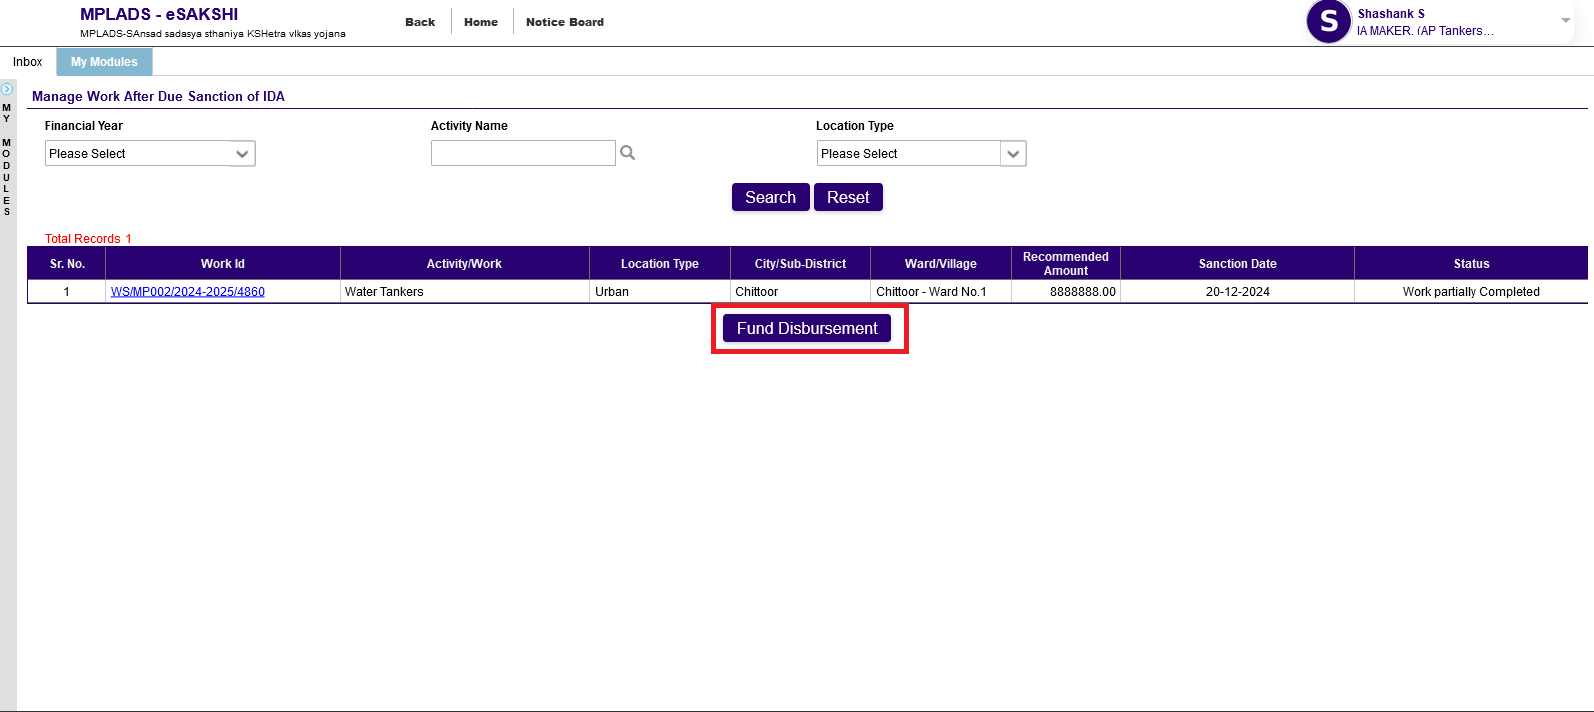 MPLADS - eSAKSHI
MPLADS-SAnsad sadasya sthaniya KSHetra vIkas yojana
Back Home Notice Board
S
Shashank S
IA MAKER, (AP Tankers...
Inbox My Modules
MY MODULES
Manage Work After Due Sanction of IDA
Financial Year Activity Name Location Type
Please Select Please Select
Search Reset
Total Records 1
Sr. No. Work Id Activity/Work Location Type City/Sub-District Ward/Village Recommended Amount Sanction Date Status
1 WS/MP002/2024-2025/4860 Water Tankers Urban Chittoor Chittoor - Ward No.1 8888888.00 20-12-2024 Work partially Completed
Fund Disbursement